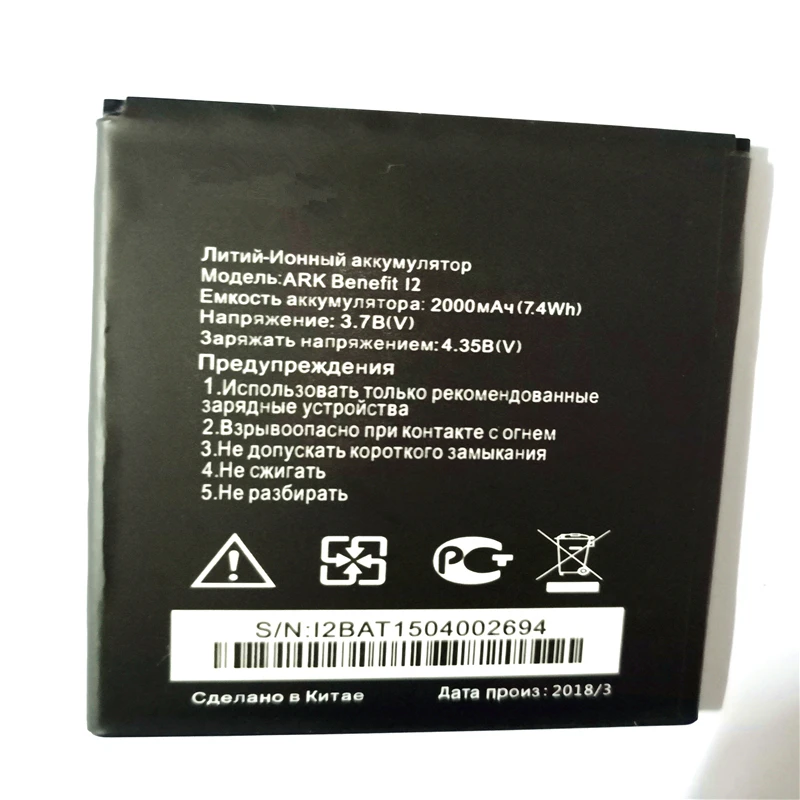 Литий-Ионный аккумулятор
Модель:ARK Benefit I2
Емкость аккумулятора: 2000мАч(7.4Wh)
Напряжение: 3.7В(V)
Заряжать напряжением:4.35В(V)
Предупреждения
1.Использовать только рекомендованные
зарядные устройства
2.Взрывоопасно при контакте с огнем
3.Не допускать короткого замыкания
4.Не сжигать
5.Не разбирать
РСТ
S/N:I2BAT1504002694
Сделано в Китае
Дата произ: 2018/3